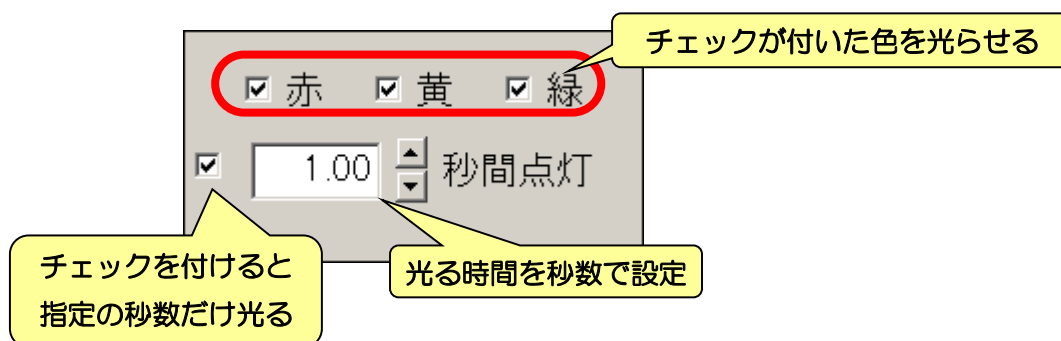 チェックが付いた色を光らせる
赤 黄 緑
1.00 秒間点灯
チェックを付けると
指定の秒数だけ光る
光る時間を秒数で設定